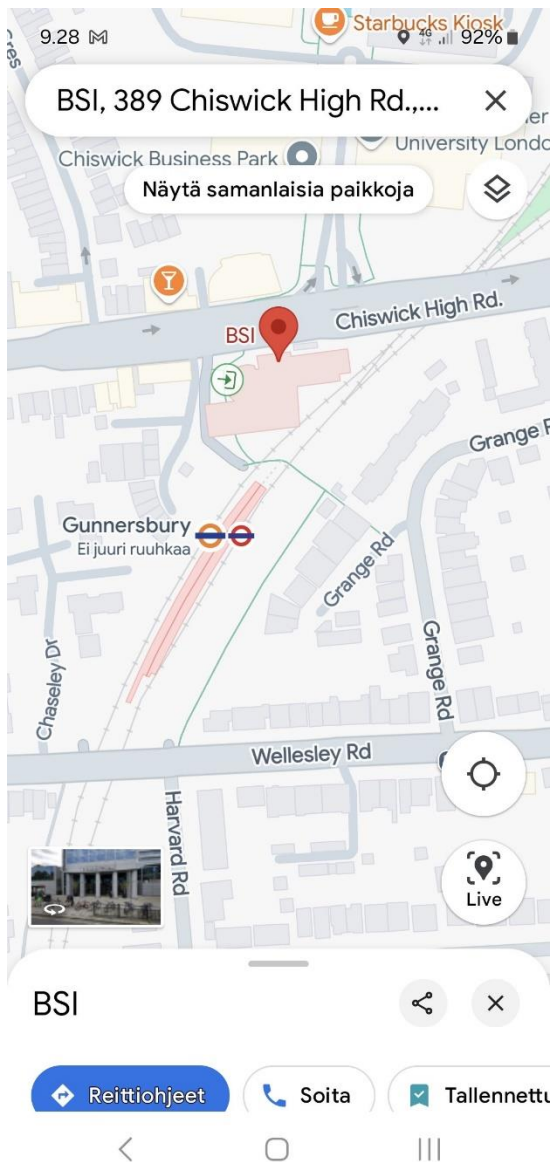 Starbucks Kiosk
9.28 4G 92%
BSI, 389 Chiswick High Rd.,...
Chiswick Business Park
University Londo
Näytä samanlaisia paikkoja
Chiswick High Rd.
BSI
Grange R
Gunnersbury
Ei juuri ruuhkaa
Grange Rd
Grange Rd
Chaseley Dr
Wellesley Rd
Harvard Rd
Live
BSI
Reittiohjeet
Soita
Tallennettu